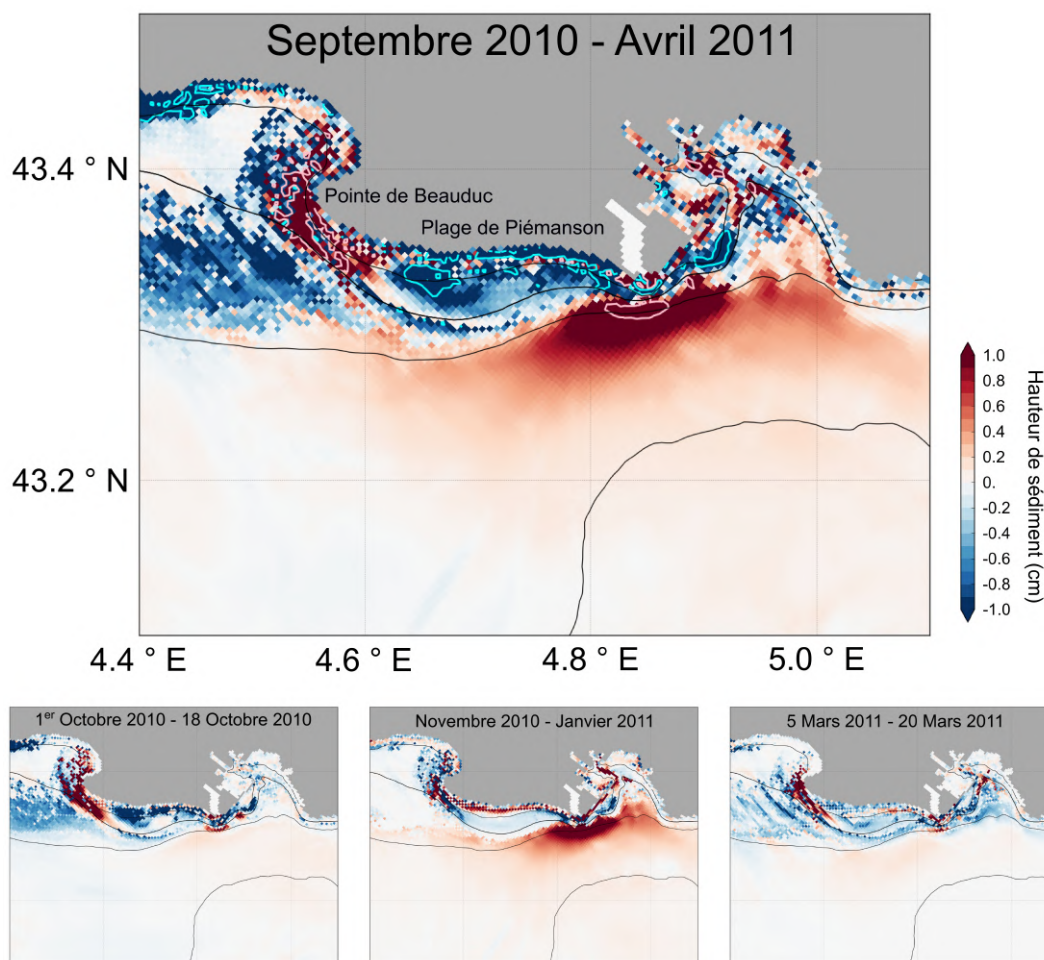 Septembre 2010 - Avril 2011
43.4 ° N
Pointe de Beauduc
Plage de Piémanson
43.2 ° N
4.4 ° E
4.6 ° E
4.8 ° E
5.0 ° E
1.0
0.8
0.6
0.4
0.2
0.
-0.2
-0.4
-0.6
-0.8
-1.0
Hauteur de sédiment (cm)
1er Octobre 2010 - 18 Octobre 2010
Novembre 2010 - Janvier 2011
5 Mars 2011 - 20 Mars 2011